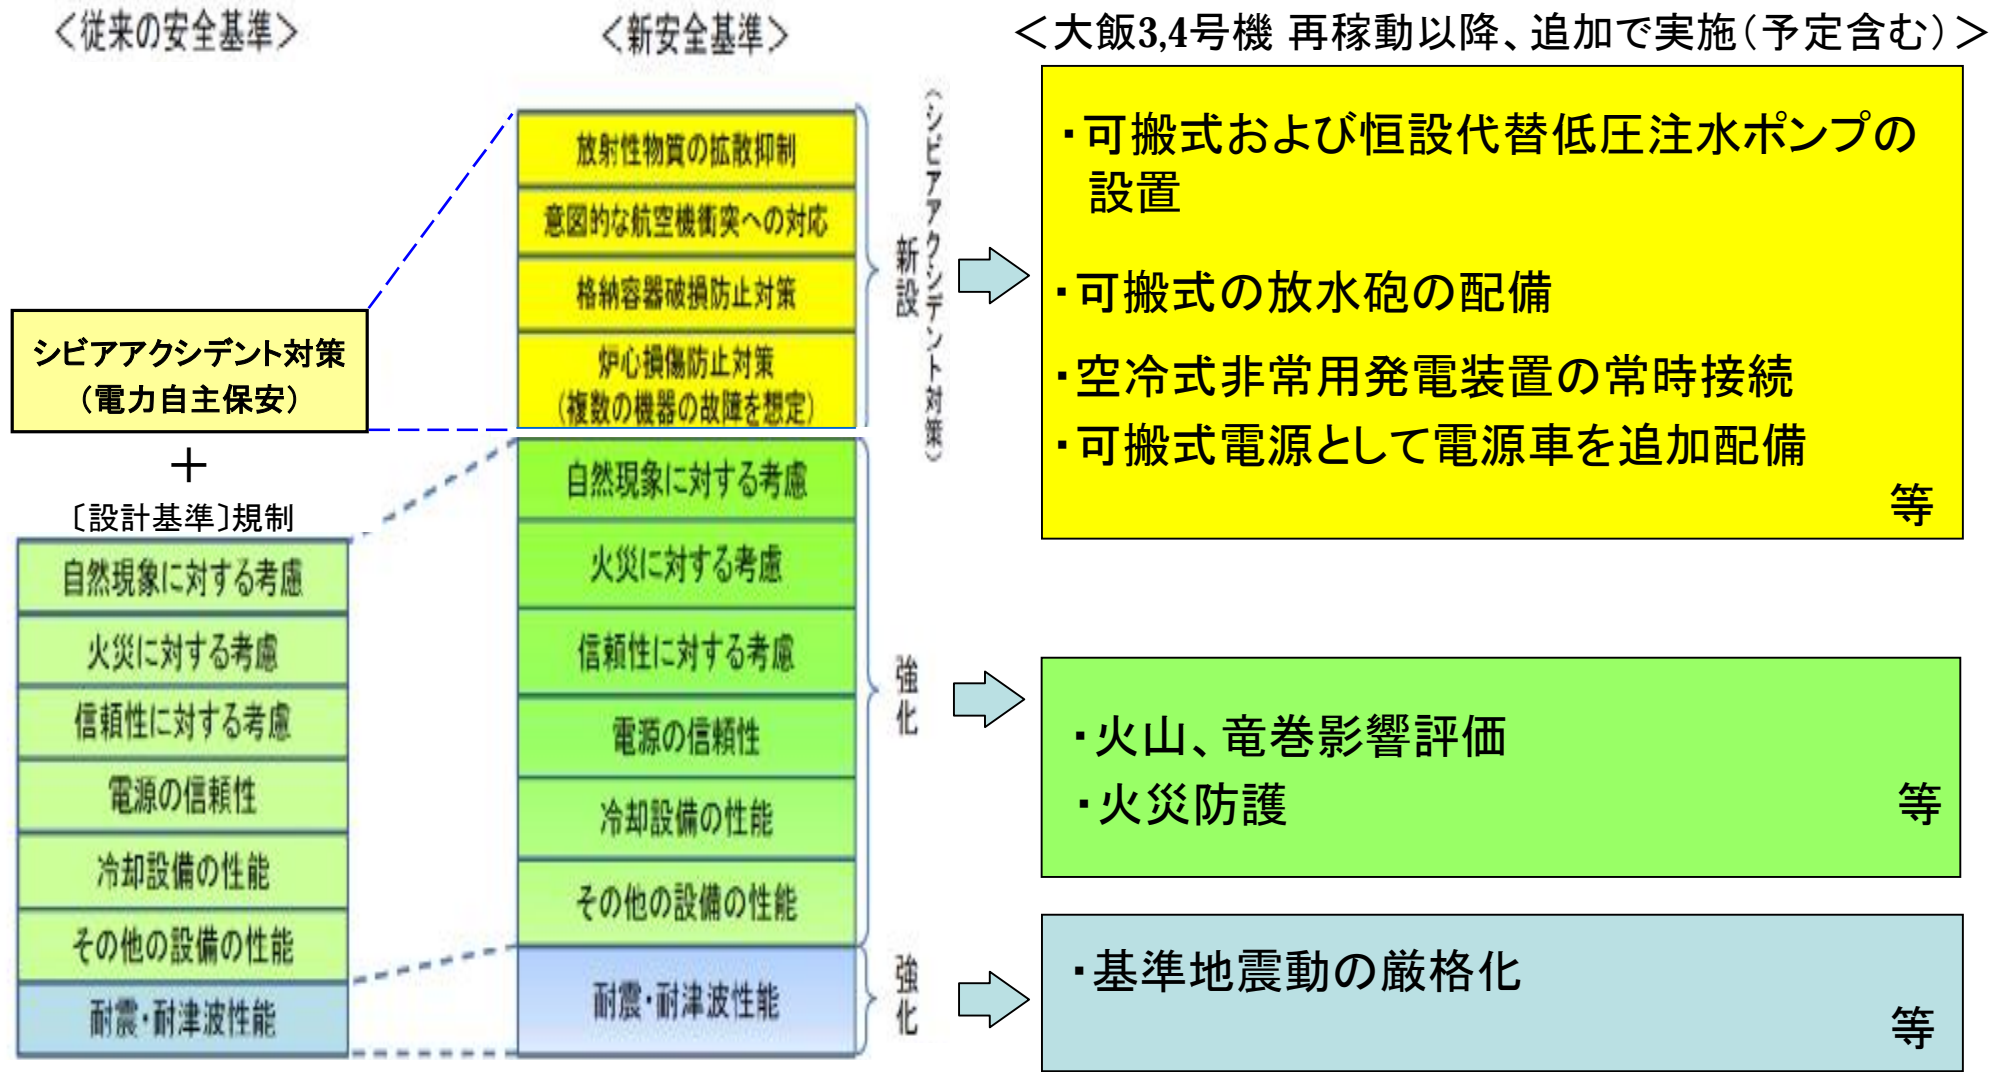 ＜従来の安全基準＞
シビアアクシデント対策
（電力自主保安）
＋
〔設計基準〕規制
自然現象に対する考慮
火災に対する考慮
信頼性に対する考慮
電源の信頼性
冷却設備の性能
その他の設備の性能
耐震・耐津波性能
＜新安全基準＞
放射性物質の拡散抑制
意図的な航空機衝突への対応
格納容器破損防止対策
炉心損傷防止対策
（複数の機器の故障を想定）
自然現象に対する考慮
火災に対する考慮
信頼性に対する考慮
電源の信頼性
冷却設備の性能
その他の設備の性能
耐震・耐津波性能
新設
（シビアアクシデント対策）
強化
強化
＜大飯3,4号機 再稼動以降、追加で実施（予定含む）＞
・可搬式および恒設代替低圧注水ポンプの
設置
・可搬式の放水砲の配備
・空冷式非常用発電装置の常時接続
・可搬式電源として電源車を追加配備
等
・火山、竜巻影響評価
・火災防護 等
・基準地震動の厳格化
等